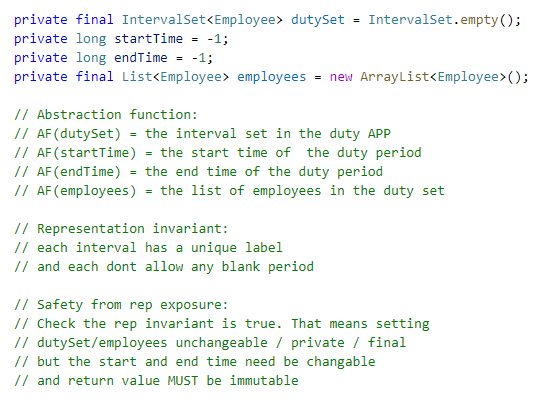 private final IntervalSet<Employee> dutySet = IntervalSet.empty();
private long startTime = -1;
private long endTime = -1;
private final List<Employee> employees = new ArrayList<Employee>();
// Abstraction function:
// AF(dutySet) = the interval set in the duty APP
// AF(startTime) = the start time of  the duty period
// AF(endTime) = the end time of the duty period
// AF(employees) = the list of employees in the duty set
// Representation invariant:
// each interval has a unique label
// and each dont allow any blank period
// Safety from rep exposure:
// Check the rep invariant is true. That means setting
// dutySet/employees unchangeable / private / final
// but the start and end time need be changable
// and return value MUST be immutable